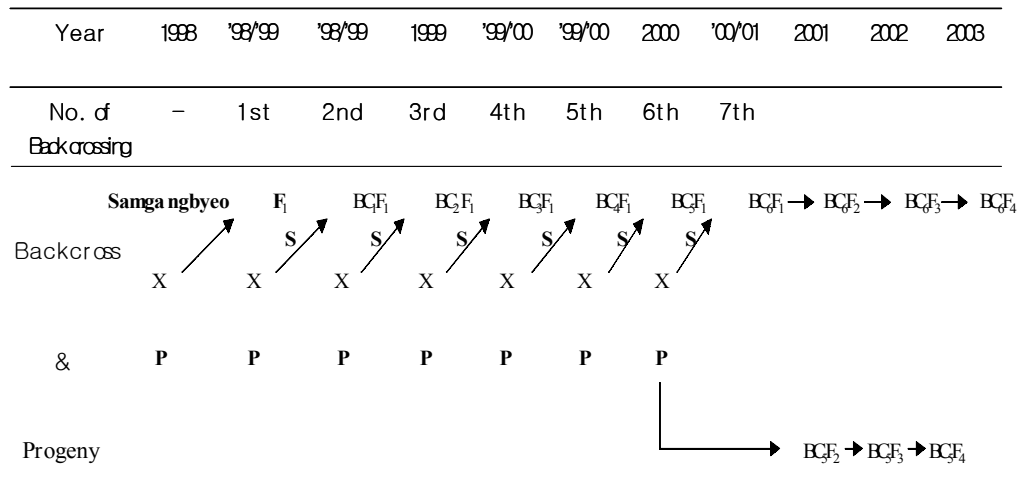 Year 1998 '98/'99 '98/'99 1999 '99/'00 '99/'00 2000 '00/'01 2001 2002 2003
No. of – 1st 2nd 3rd 4th 5th 6th 7th
Backcrossing
Samga ngbyeo F1 BC1F1 BC2F1 BC3F1 BC4F1 BC5F1 BC6F1 BC6F2 BC6F3 BC6F4
S S S S S S
Backcross
X X X X X X X
& P P P P P P P
Progeny BC5F2 BC5F3 BC5F4